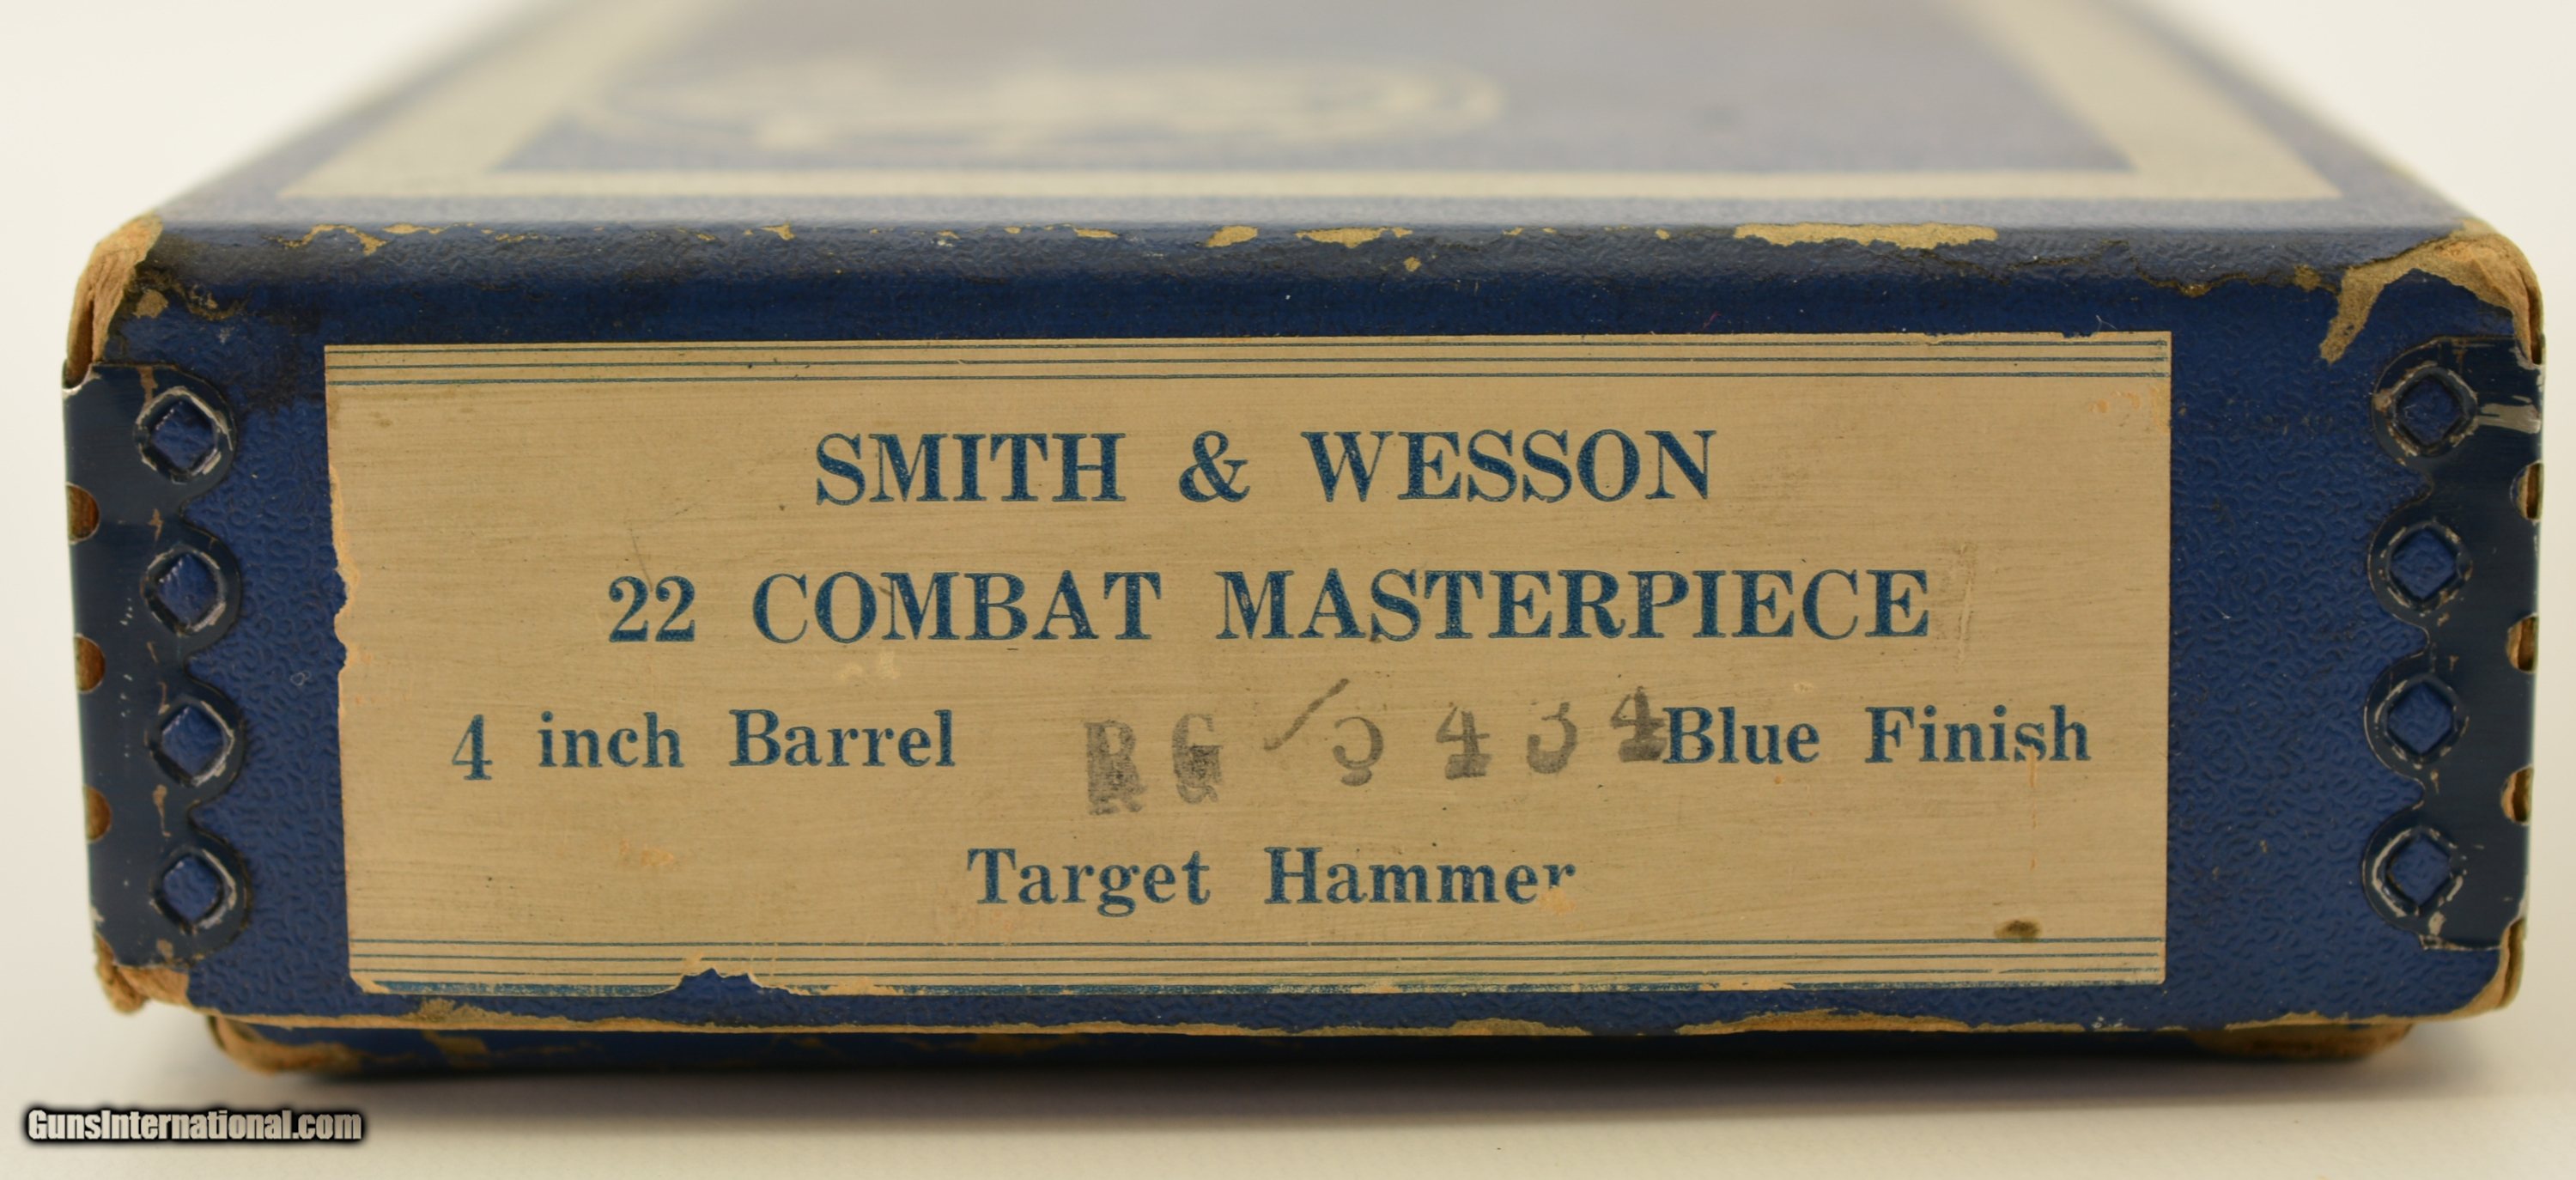 SMITH & WESSON
22 COMBAT MASTERPIECE
4 inch Barrel Blue Finish
Target Hammer
GunsInternational.com